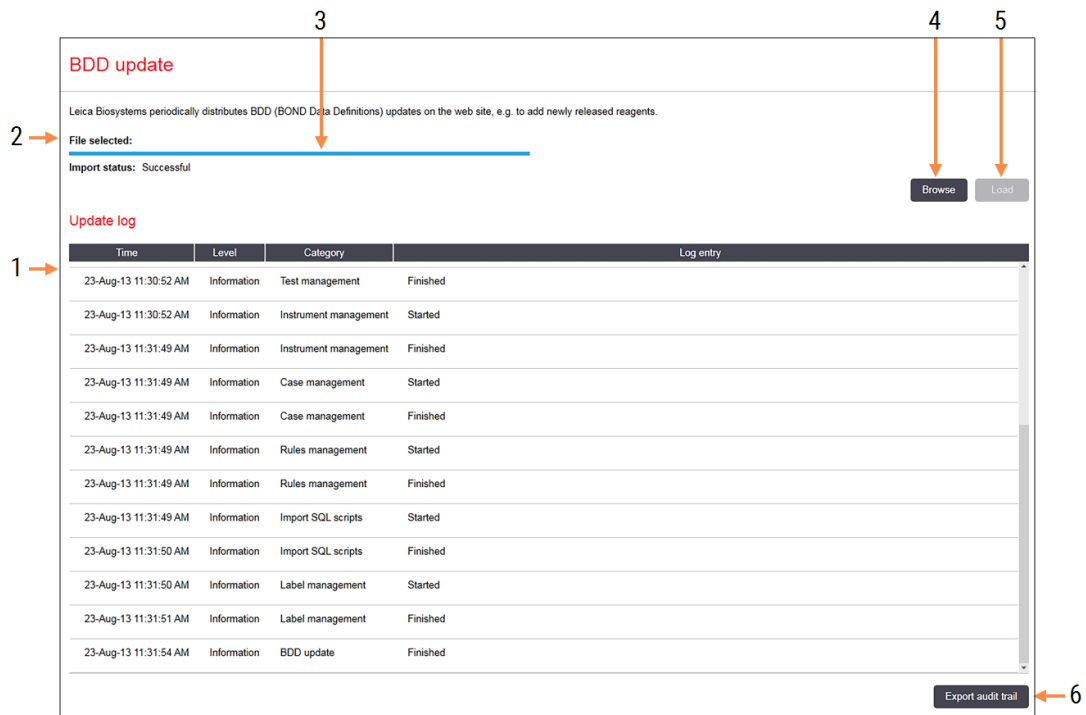 3 4 5
BDD update
Leica Biosystems periodically distributes BDD (BOND Data Definitions) updates on the web site, e.g. to add newly released reagents.
2 File selected:
Import status: Successful
Browse Load
Update log
Time Level Category Log entry
1
23-Aug-13 11:30:52 AM Information Test management Finished
23-Aug-13 11:30:52 AM Information Instrument management Started
23-Aug-13 11:31:49 AM Information Instrument management Finished
23-Aug-13 11:31:49 AM Information Case management Started
23-Aug-13 11:31:49 AM Information Case management Finished
23-Aug-13 11:31:49 AM Information Rules management Started
23-Aug-13 11:31:49 AM Information Rules management Finished
23-Aug-13 11:31:49 AM Information Import SQL scripts Started
23-Aug-13 11:31:50 AM Information Import SQL scripts Finished
23-Aug-13 11:31:50 AM Information Label management Started
23-Aug-13 11:31:51 AM Information Label management Finished
23-Aug-13 11:31:54 AM Information BDD update Finished
Export audit trail 6